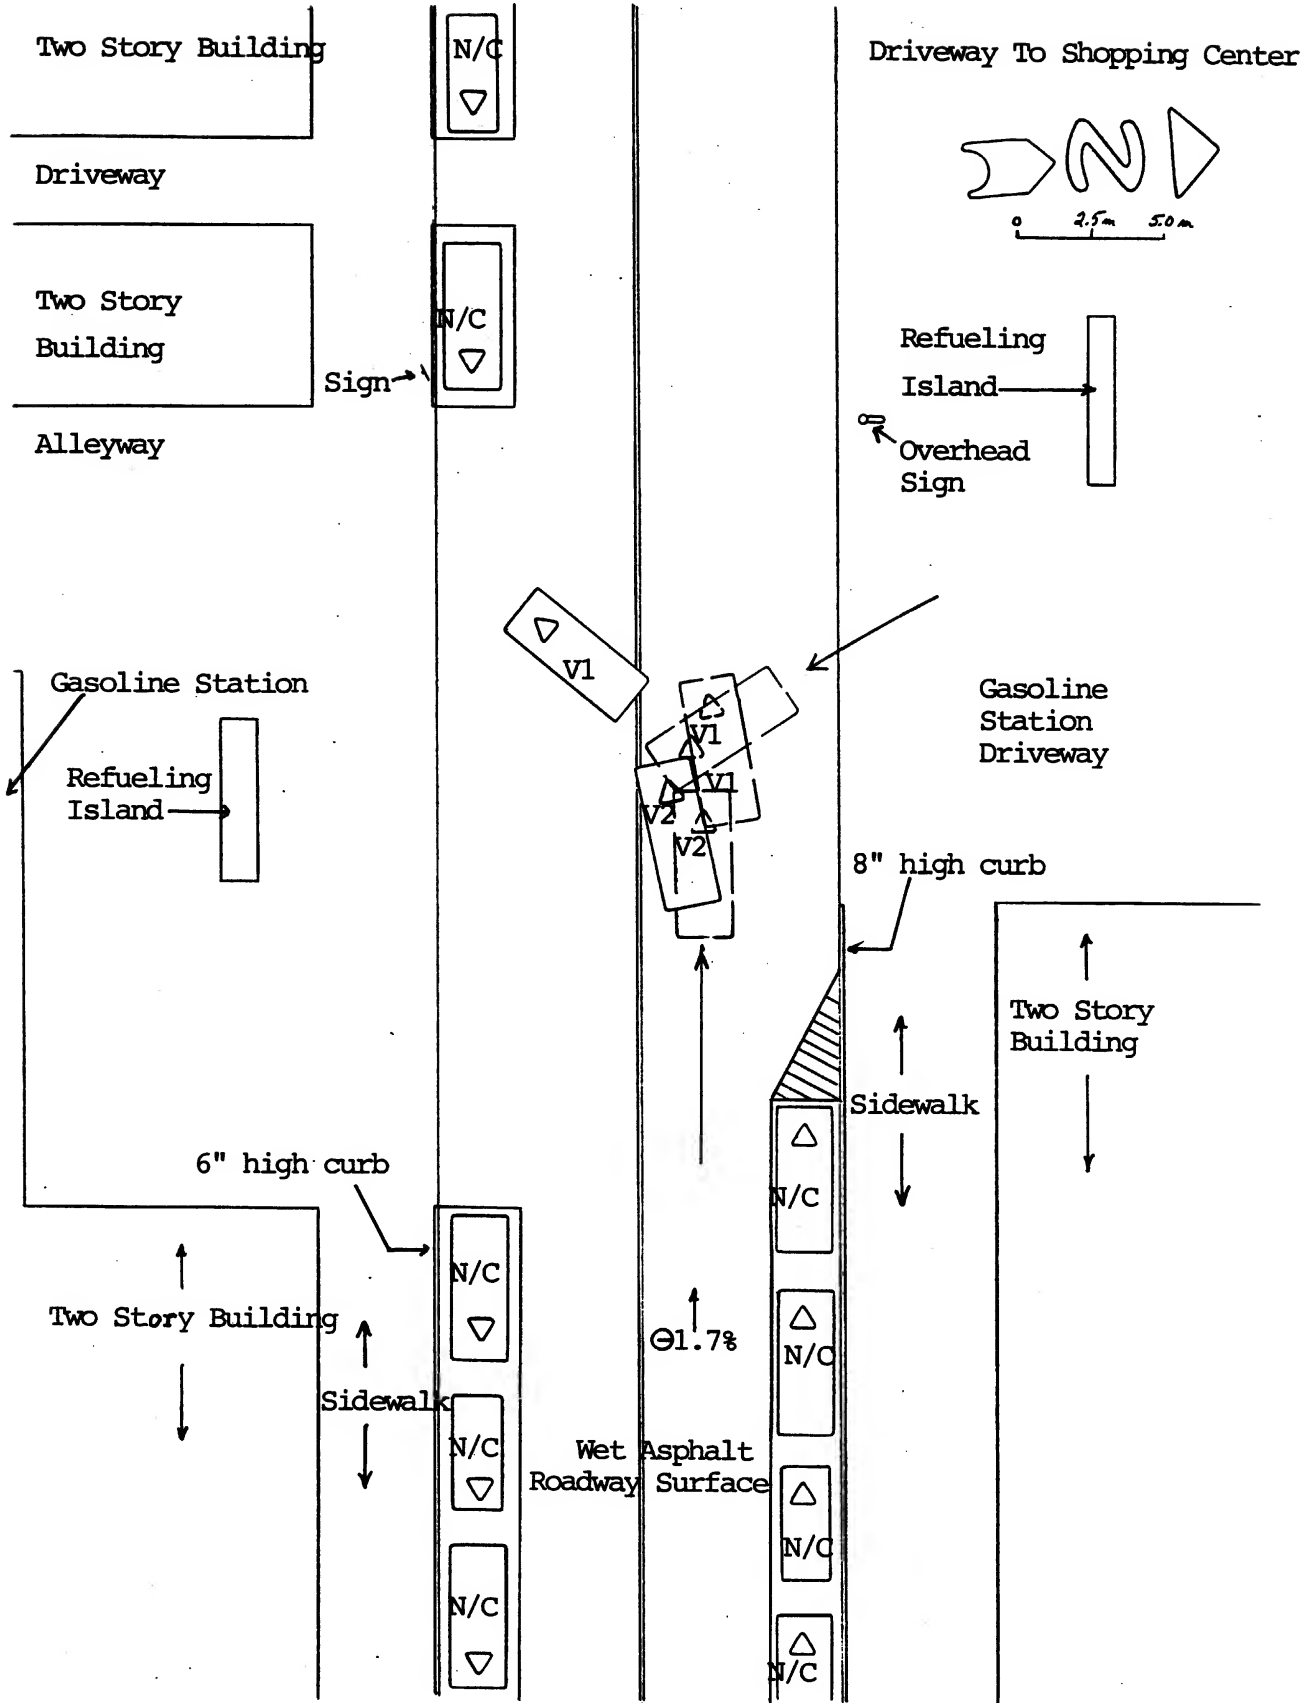 Two Story Building
N/C
Driveway To Shopping Center
N
Driveway
0 2.5m 5.0m
Two Story
Building
N/C
Sign
Refueling
Island
Alleyway
Overhead
Sign
V1
Gasoline Station
Gasoline
Station
Driveway
V1
Refueling
Island
V1
V2
V2
8" high curb
Two Story
Building
Sidewalk
6" high curb
N/C
N/C
Two Story Building
⊖1.7%
N/C
Sidewalk
N/C
Wet Asphalt
Roadway Surface
N/C
N/C
N/C